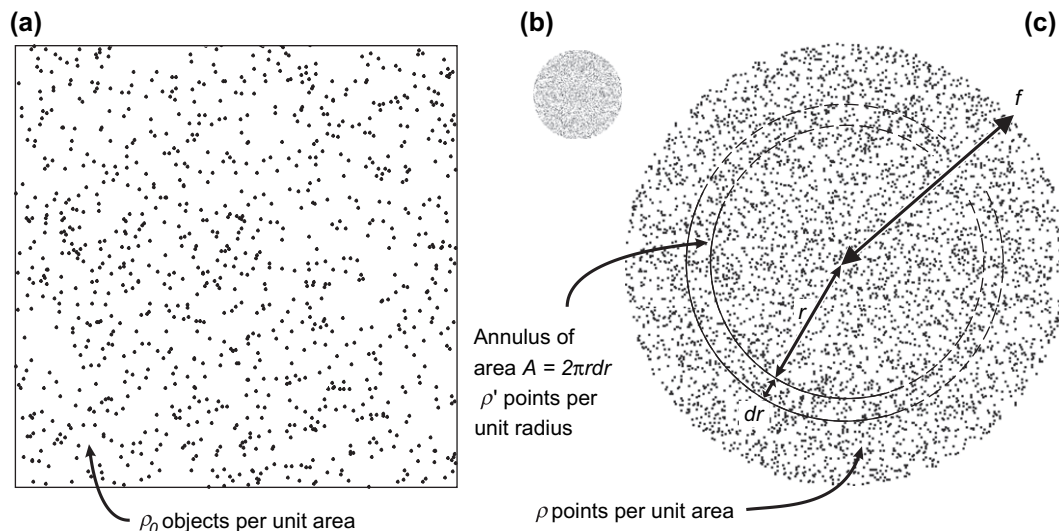 (a)
(b)
(c)
f
r
dr
Annulus of
area A = 2πrdr
ρ' points per
unit radius
ρ0 objects per unit area
ρ points per unit area